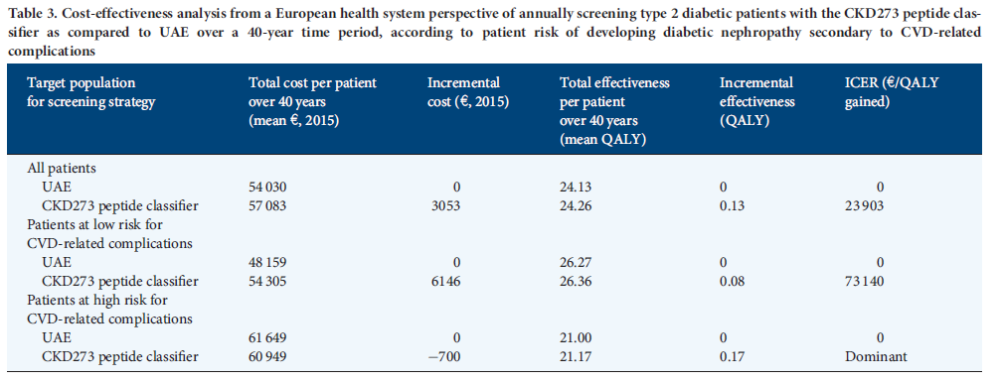 Table 3. Cost-effectiveness analysis from a European health system perspective of annually screening type 2 diabetic patients with the CKD273 peptide clas-
sifier as compared to UAE over a 40-year time period, according to patient risk of developing diabetic nephropathy secondary to CVD-related
complications
Target population Total cost per patient Incremental Total effectiveness Incremental ICER (€/QALY
for screening strategy over 40 years cost (€, 2015) per patient effectiveness gained)
(mean €, 2015) over 40 years (QALY)
(mean QALY)
All patients
UAE 54 030 0 24.13 0 0
CKD273 peptide classifier 57 083 3053 24.26 0.13 23 903
Patients at low risk for
CVD-related complications
UAE 48 159 0 26.27 0 0
CKD273 peptide classifier 54 305 6146 26.36 0.08 73 140
Patients at high risk for
CVD-related complications
UAE 61 649 0 21.00 0 0
CKD273 peptide classifier 60 949 −700 21.17 0.17 Dominant